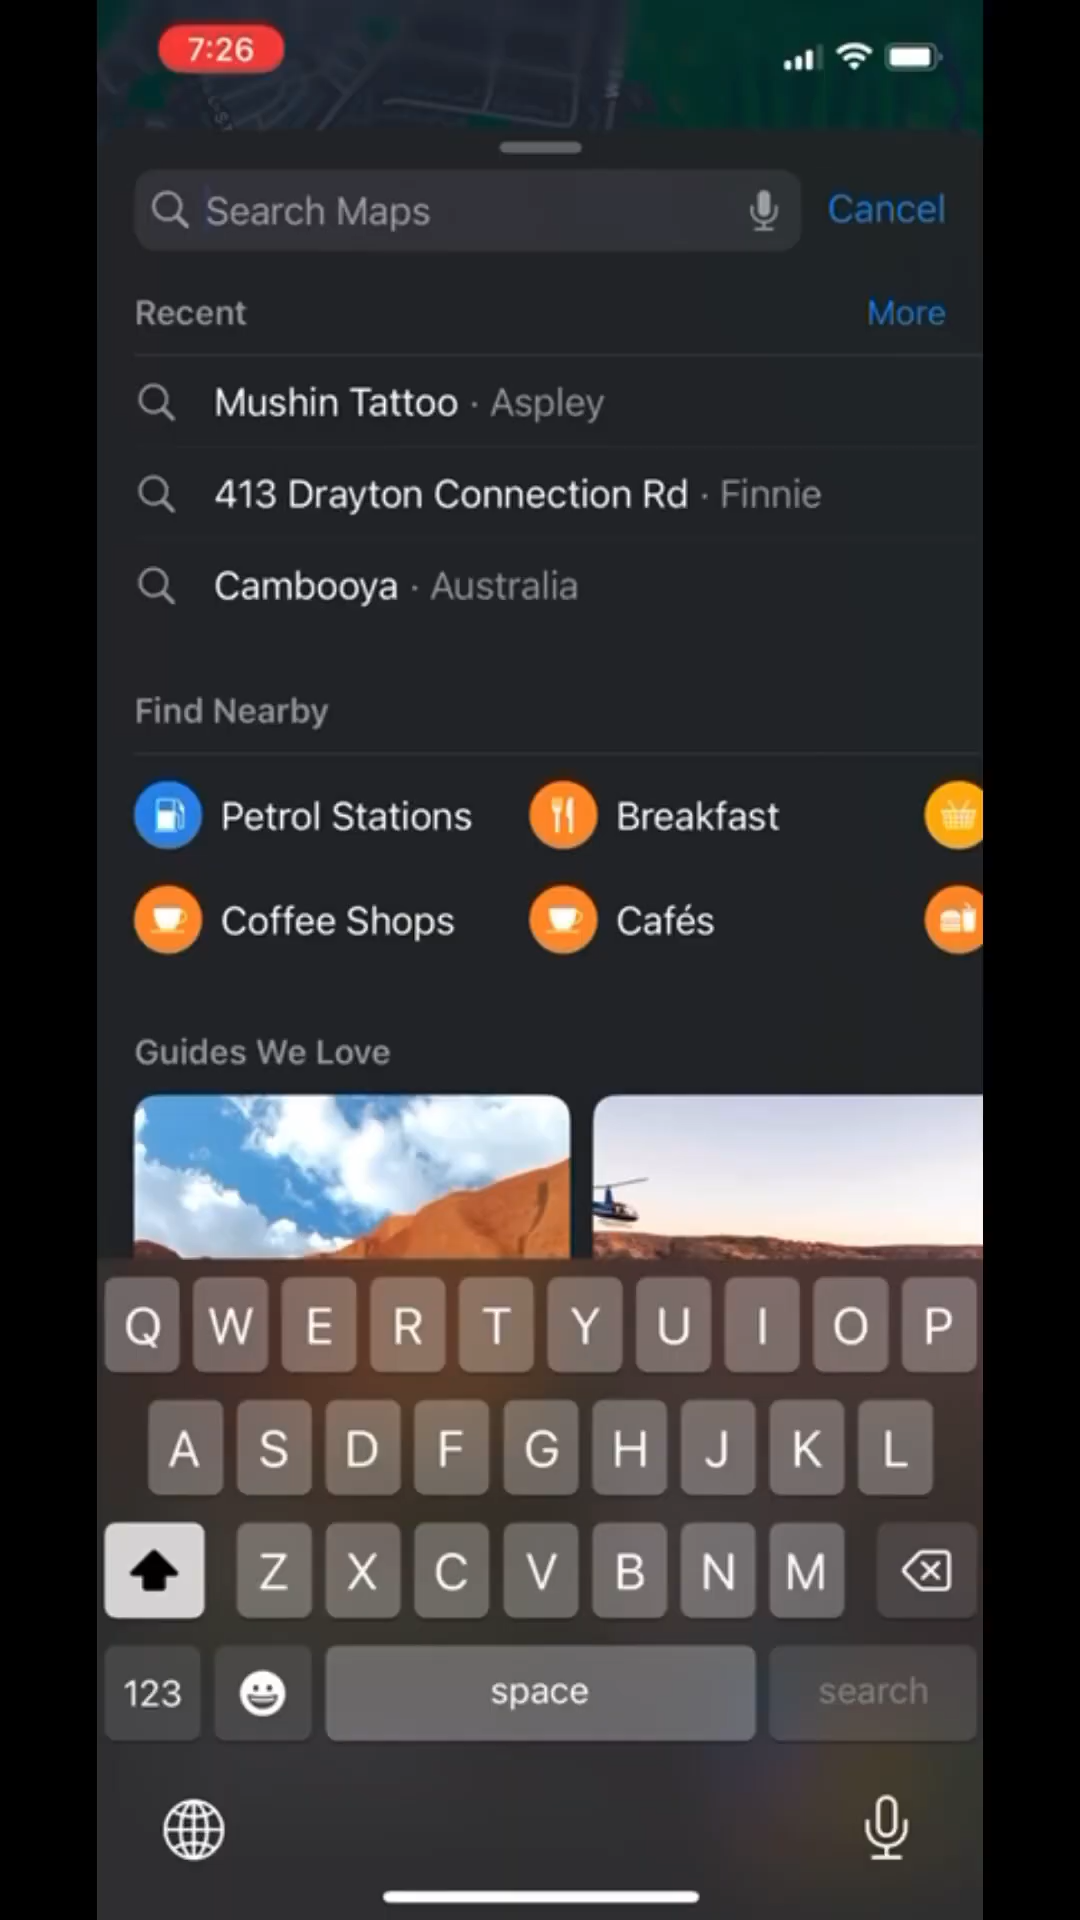 7:26
Search Maps
Cancel
Recent
More
Mushin Tattoo · Aspley
413 Drayton Connection Rd · Finnie
Cambooya · Australia
Find Nearby
Petrol Stations
Breakfast
Coffee Shops
Cafés
Guides We Love
Q W E R T Y U I O P
A S D F G H J K L
Z X C V B N M
123
space
search